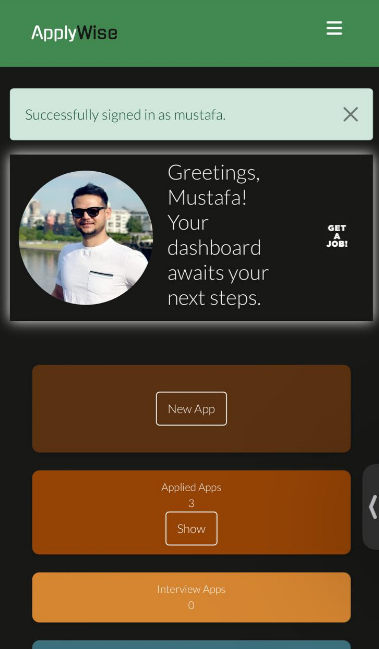 ApplyWise
Successfully signed in as mustafa.
Greetings,
Mustafa!
Your
dashboard
awaits your
next steps.
GET
A
JOB!
New App
Applied Apps
3
Show
Interview Apps
0